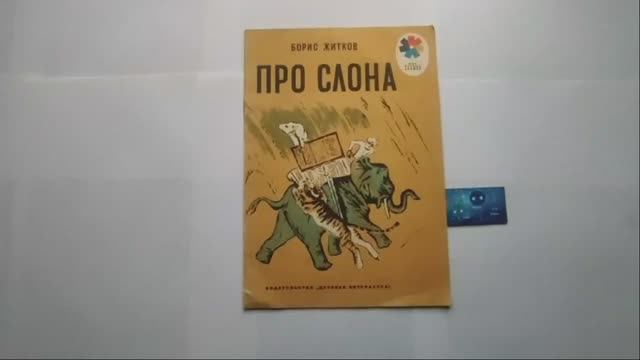 БОРИС ЖИТКОВ
ПРО СЛОНА
ИЗДАТЕЛЬСТВО «ДЕТСКАЯ ЛИТЕРАТУРА»